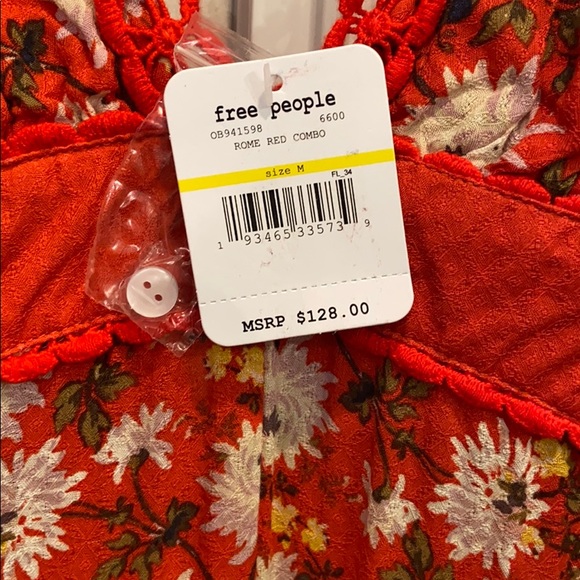 free people
OB941598 6600
ROME RED COMBO
size M
FL_34
1 93465 33573 9
MSRP $128.00